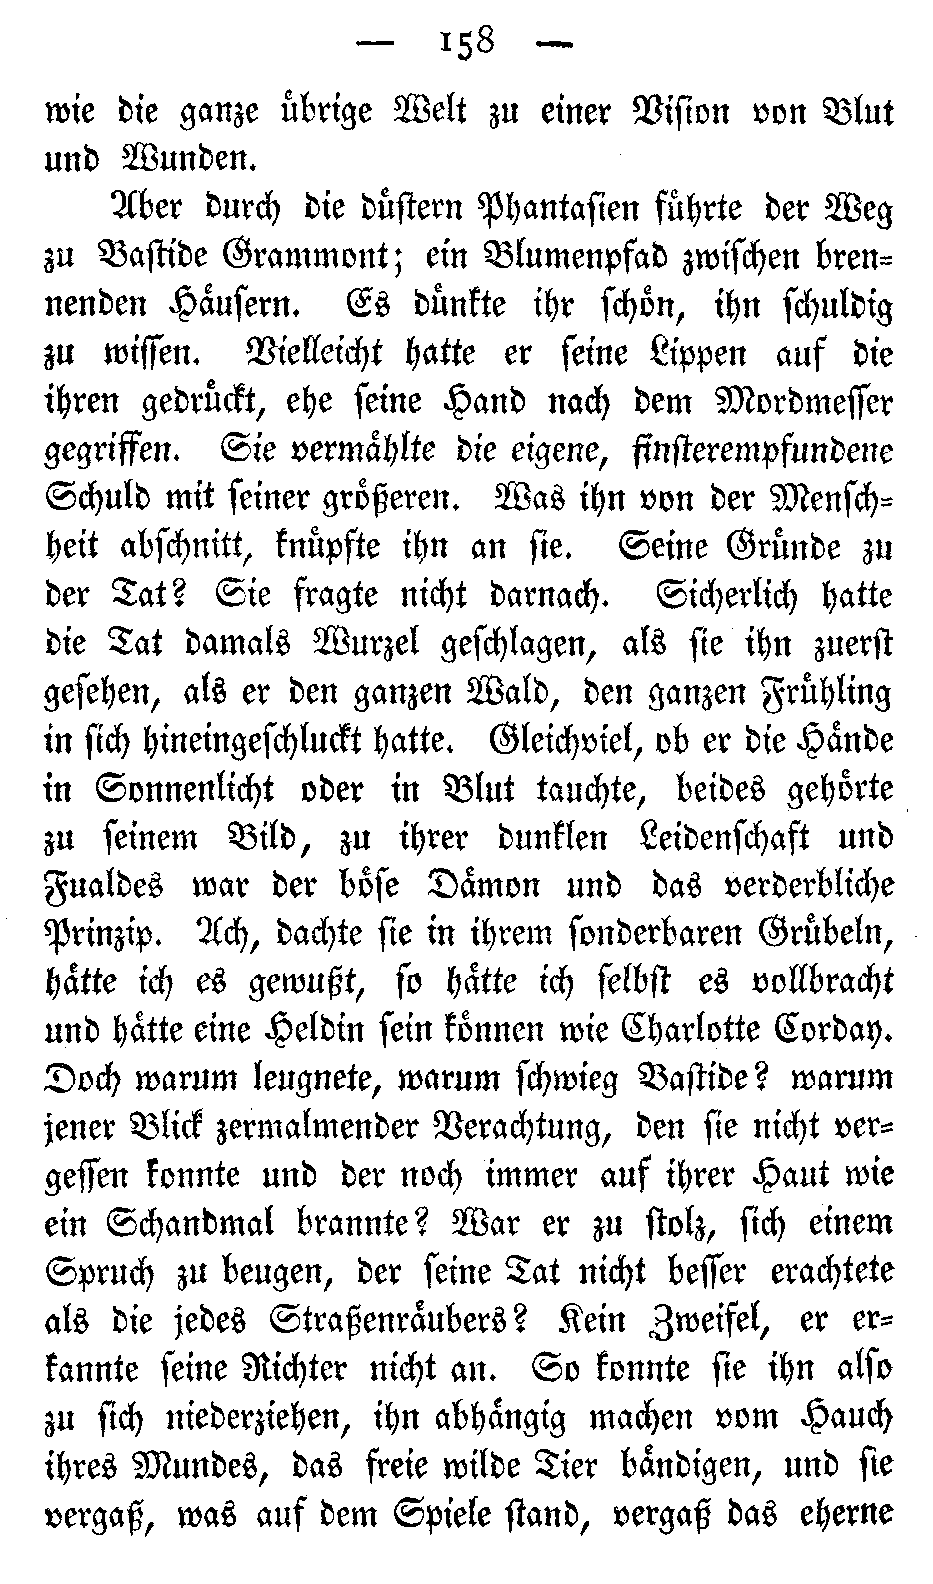 — 158 —
wie die ganze übrige Welt zu einer Vision von Blut
und Wunden.
Aber durch die düstern Phantasien führte der Weg
zu Bastide Grammont; ein Blumenpfad zwischen bren-
nenden Häusern. Es dünkte ihr schön, ihn schuldig
zu wissen. Vielleicht hatte er seine Lippen auf die
ihren gedrückt, ehe seine Hand nach dem Mordmesser
gegriffen. Sie vermählte die eigene, finsterempfundene
Schuld mit seiner größeren. Was ihn von der Mensch-
heit abschnitt, knüpfte ihn an sie. Seine Gründe zu
der Tat? Sie fragte nicht darnach. Sicherlich hatte
die Tat damals Wurzel geschlagen, als sie ihn zuerst
gesehen, als er den ganzen Wald, den ganzen Frühling
in sich hineingeschluckt hatte. Gleichviel, ob er die Hände
in Sonnenlicht oder in Blut tauchte, beides gehörte
zu seinem Bild, zu ihrer dunklen Leidenschaft und
Fualdes war der böse Dämon und das verderbliche
Prinzip. Ach, dachte sie in ihrem sonderbaren Grübeln,
hätte ich es gewußt, so hätte ich selbst es vollbracht
und hätte eine Heldin sein können wie Charlotte Corday.
Doch warum leugnete, warum schwieg Bastide? warum
jener Blick zermalmender Verachtung, den sie nicht ver-
gessen konnte und der noch immer auf ihrer Haut wie
ein Schandmal brannte? War er zu stolz, sich einem
Spruch zu beugen, der seine Tat nicht besser erachtete
als die jedes Straßenräubers? Kein Zweifel, er er-
kannte seine Richter nicht an. So konnte sie ihn also
zu sich niederziehen, ihn abhängig machen vom Hauch
ihres Mundes, das freie wilde Tier bändigen, und sie
vergaß, was auf dem Spiele stand, vergaß das eherne